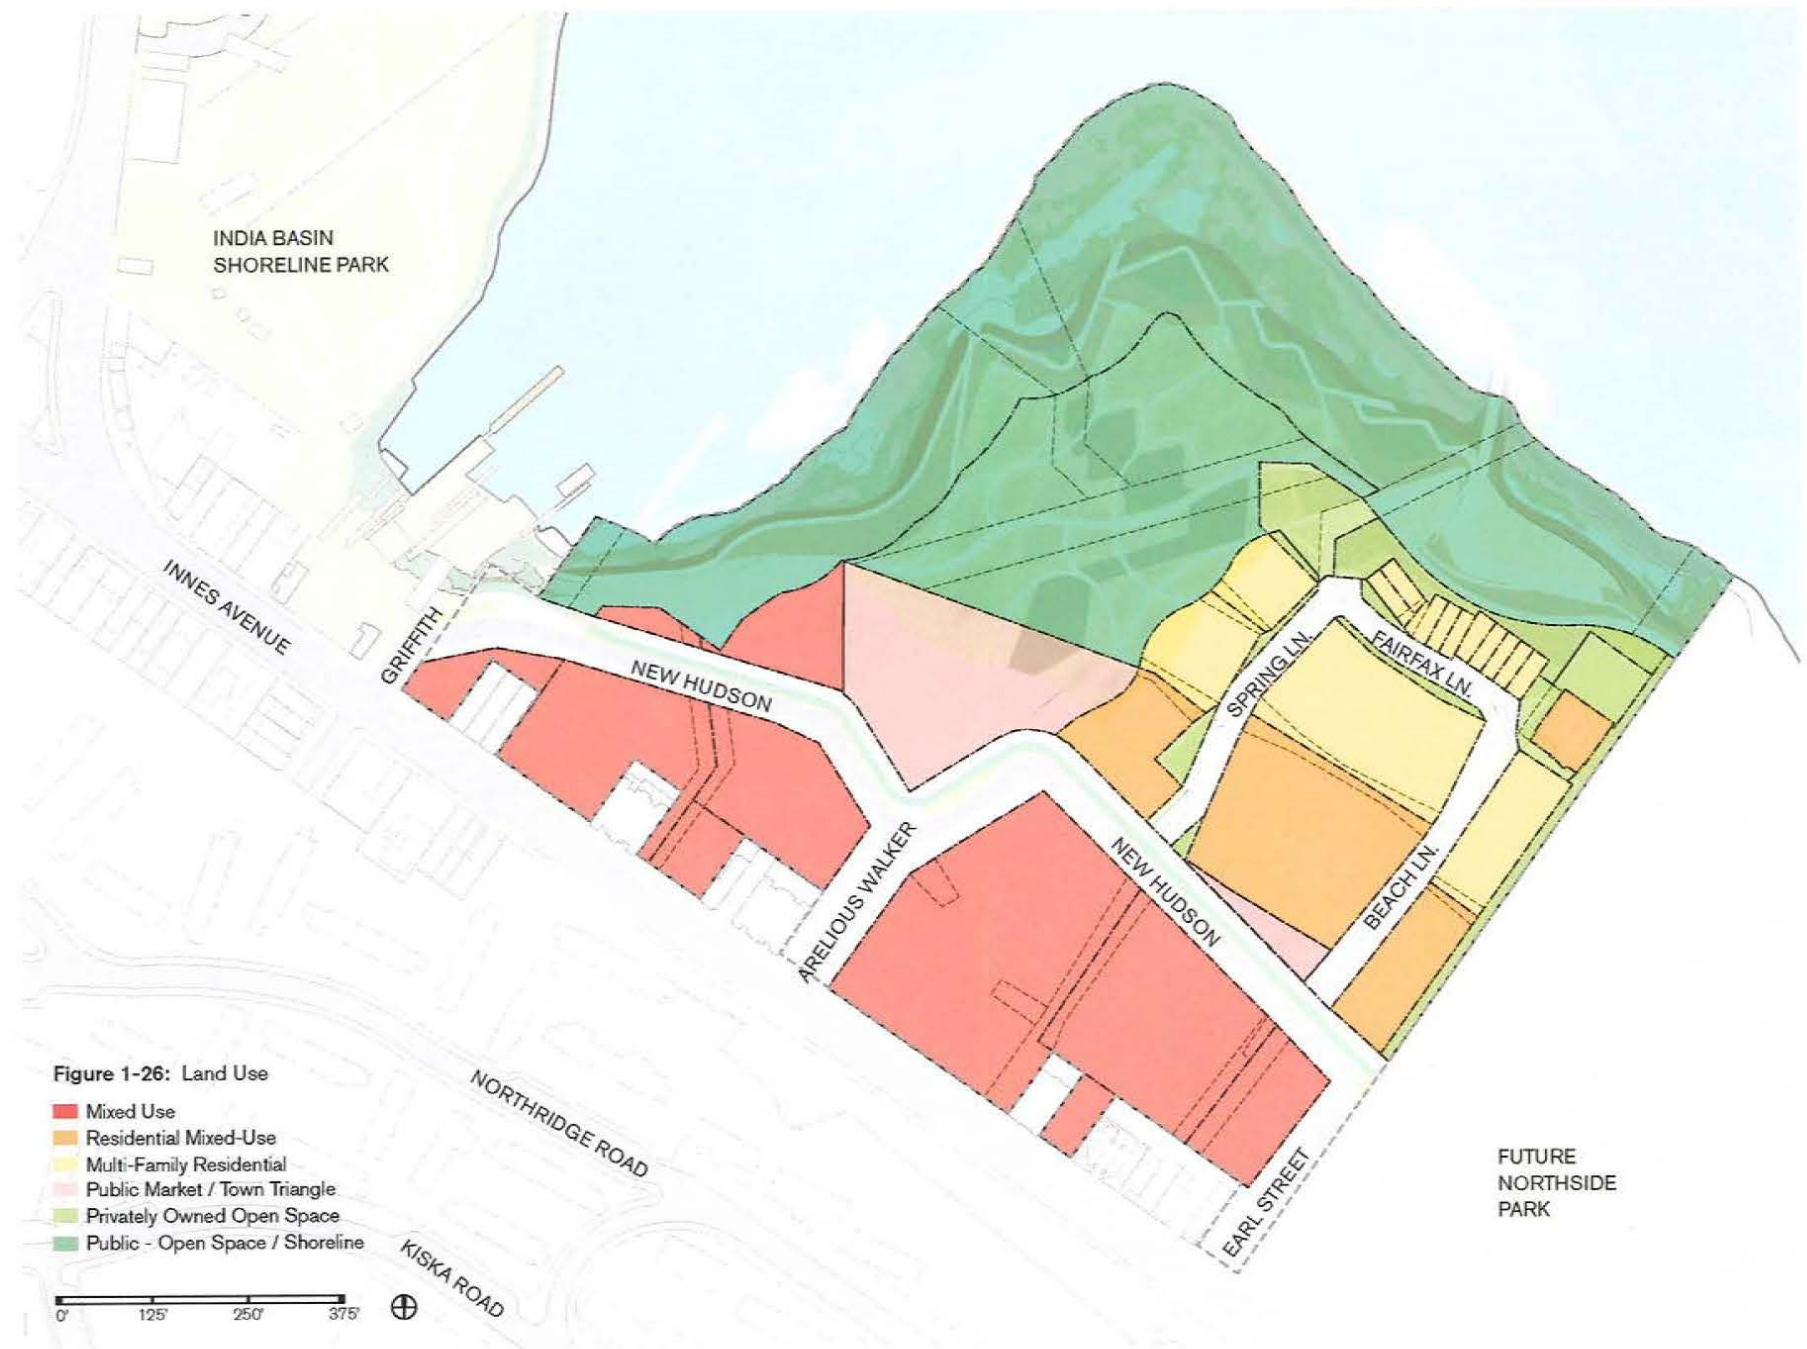 INDIA BASIN
SHORELINE PARK
INNES AVENUE
GRIFFITH
NEW HUDSON
SPRING LN.
FAIRFAX LN.
ARELIOUS WALKER
NEW HUDSON
BEACH LN.
EARL STREET
NORTHRIDGE ROAD
KISKA ROAD
FUTURE
NORTHSIDE
PARK
Figure 1-26: Land Use
Mixed Use
Residential Mixed-Use
Multi-Family Residential
Public Market / Town Triangle
Privately Owned Open Space
Public - Open Space / Shoreline
0' 125' 250' 375'